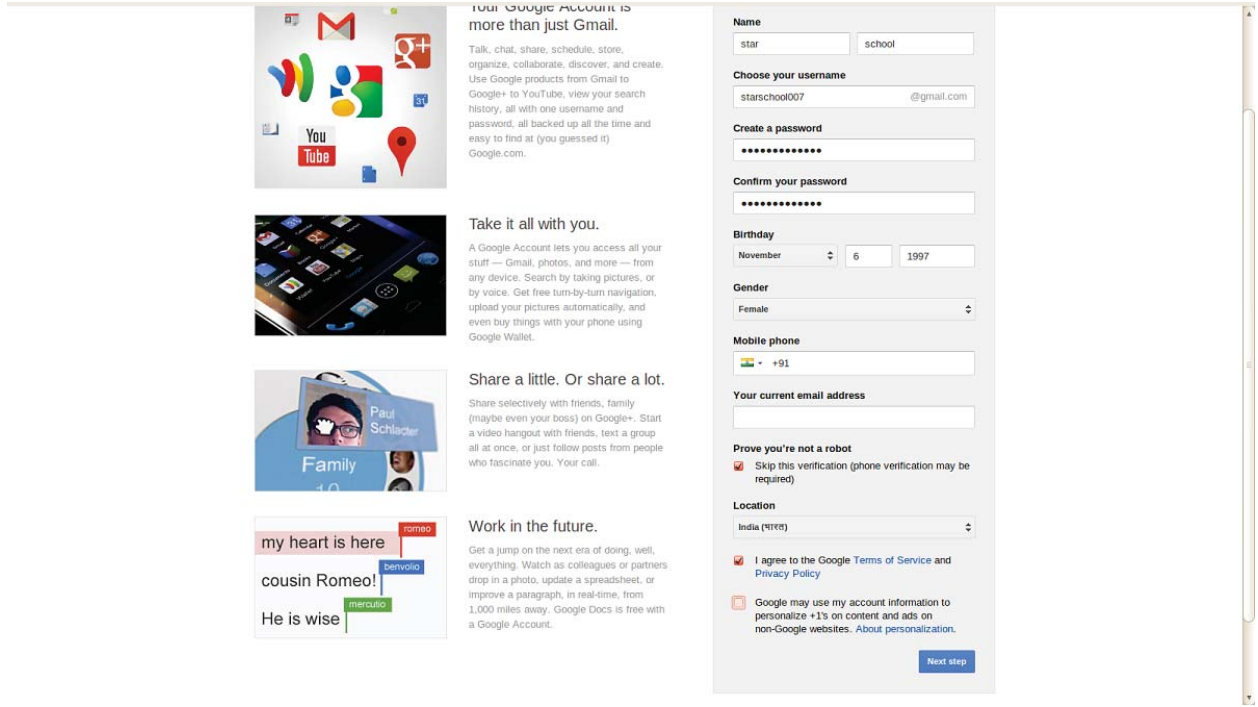 Your Google Account is
more than just Gmail.
Talk, chat, share, schedule, store,
organize, collaborate, discover, and create.
Use Google products from Gmail to
Google+ to YouTube, view your search
history, all with one username and
password, all backed up all the time and
easy to find at (you guessed it)
Google.com.
g+
31
You
Tube
Take it all with you.
A Google Account lets you access all your
stuff — Gmail, photos, and more — from
any device. Search by taking pictures, or
by voice. Get free turn-by-turn navigation,
upload your pictures automatically, and
even buy things with your phone using
Google Wallet.
Share a little. Or share a lot.
Share selectively with friends, family
(maybe even your boss) on Google+. Start
a video hangout with friends, text a group
all at once, or just follow posts from people
who fascinate you. Your call.
Paul
Schlacter
Family
10
Work in the future.
Get a jump on the next era of doing, well,
everything. Watch as colleagues or partners
drop in a photo, update a spreadsheet, or
improve a paragraph, in real-time, from
1,000 miles away. Google Docs is free with
a Google Account.
romeo
my heart is here
benvolio
cousin Romeo!
mercutio
He is wise
Name
star school
Choose your username
starschool007 @gmail.com
Create a password
•••••••••••••
Confirm your password
•••••••••••••
Birthday
November 6 1997
Gender
Female
Mobile phone
+91
Your current email address
Prove you're not a robot
Skip this verification (phone verification may be
required)
Location
India (भारत)
I agree to the Google Terms of Service and
Privacy Policy
Google may use my account information to
personalize +1's on content and ads on
non-Google websites. About personalization.
Next step